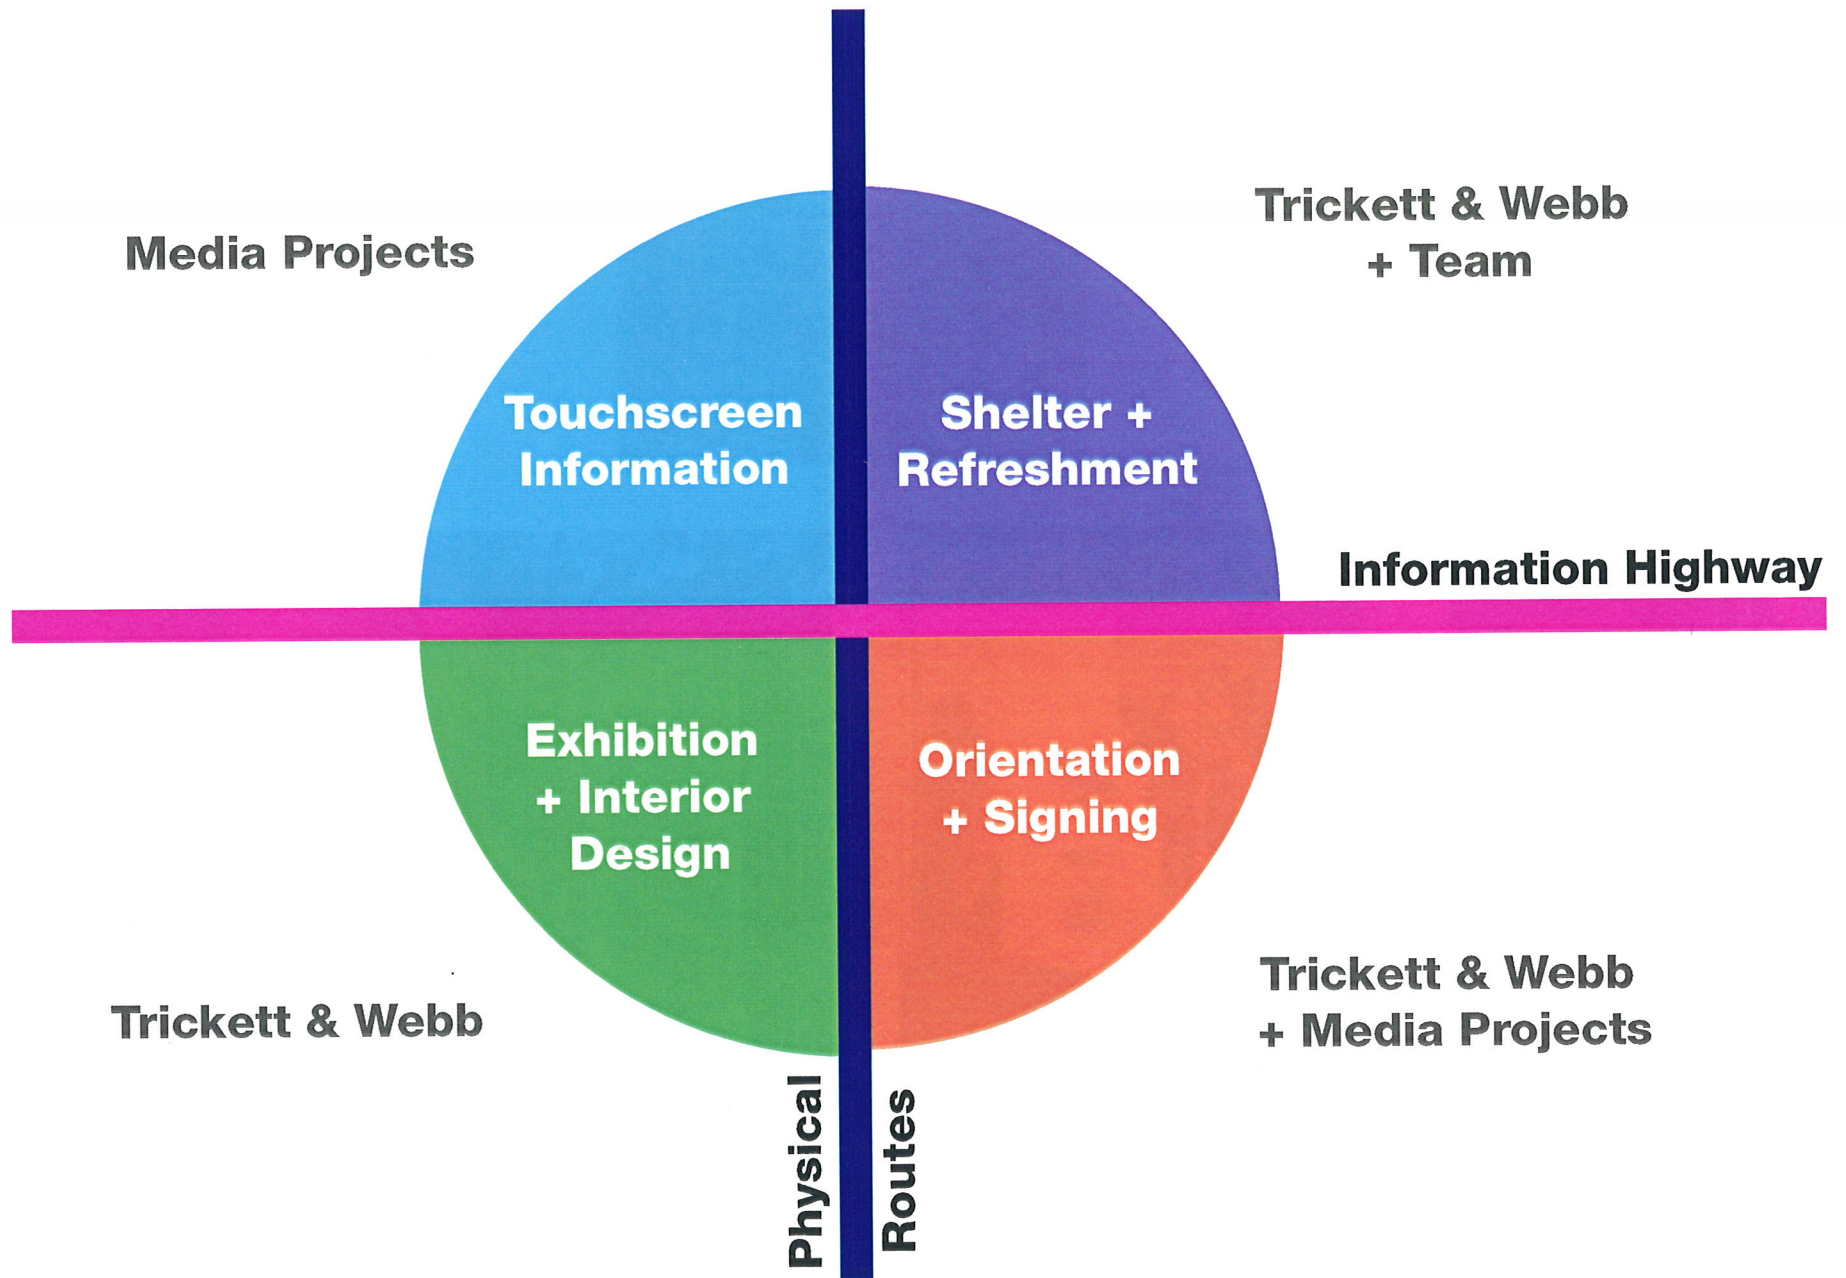 Media Projects
Trickett & Webb
+ Team
Touchscreen
Information
Shelter +
Refreshment
Information Highway
Exhibition
+ Interior
Design
Orientation
+ Signing
Trickett & Webb
Trickett & Webb
+ Media Projects
Physical
Routes